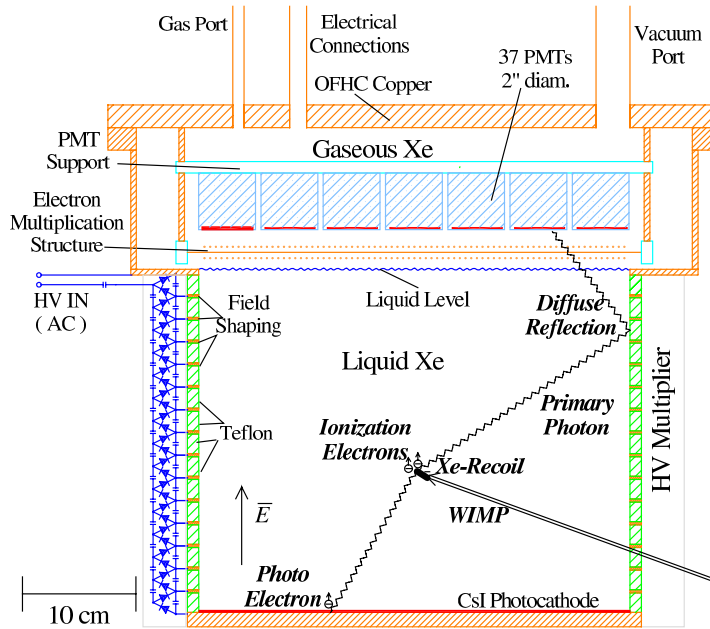 Gas Port
Electrical
Connections
Vacuum
Port
OFHC Copper
37 PMTs
2" diam.
PMT
Support
Gaseous Xe
Electron
Multiplication
Structure
HV IN
( AC )
Liquid Level
Field
Shaping
Diffuse
Reflection
Liquid Xe
Primary
Photon
HV Multiplier
Teflon
Ionization
Electrons
Xe-Recoil
WIMP
E
Photo
Electron
CsI Photocathode
10 cm